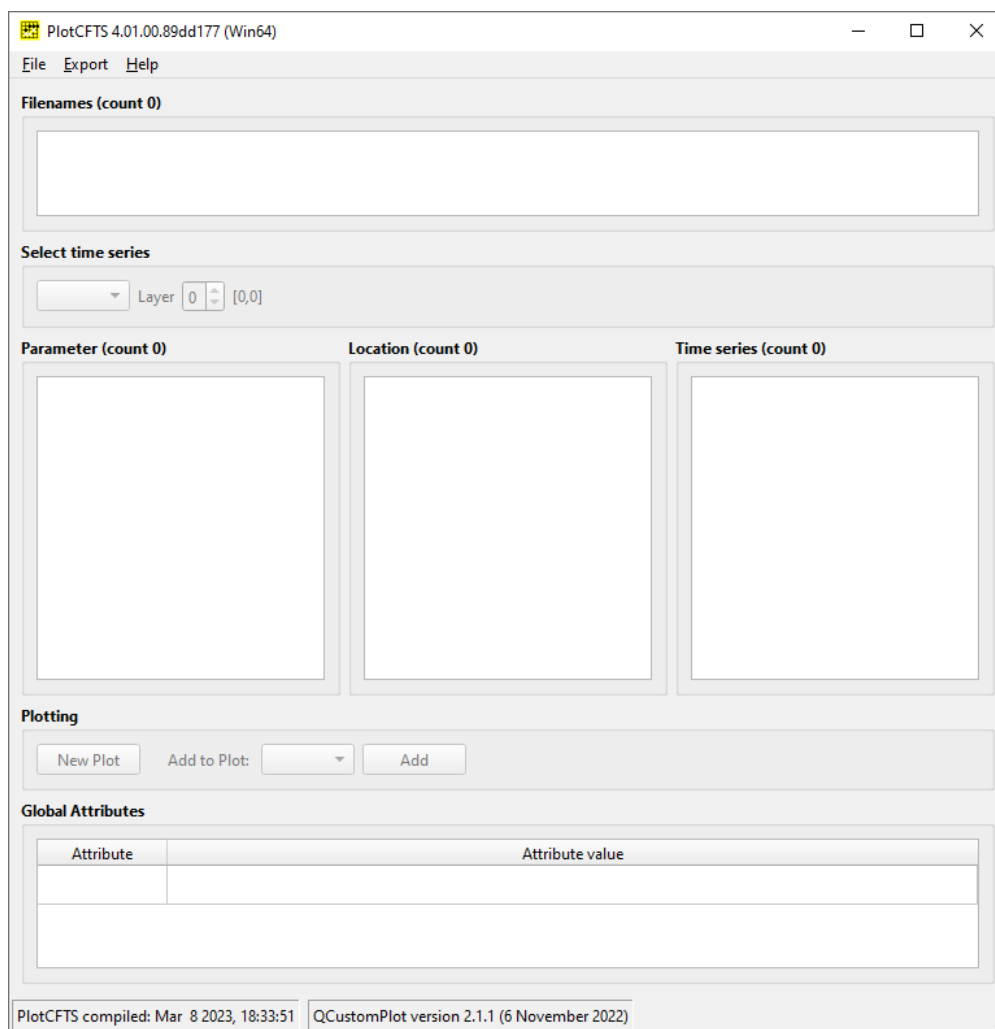 PlotCFTS 4.01.00.89dd177 (Win64)
File Export Help
Filenames (count 0)
Select time series
Layer 0 [0,0]
Parameter (count 0) Location (count 0) Time series (count 0)
Plotting
New Plot Add to Plot: Add
Global Attributes
Attribute Attribute value
PlotCFTS compiled: Mar  8 2023, 18:33:51 QCustomPlot version 2.1.1 (6 November 2022)